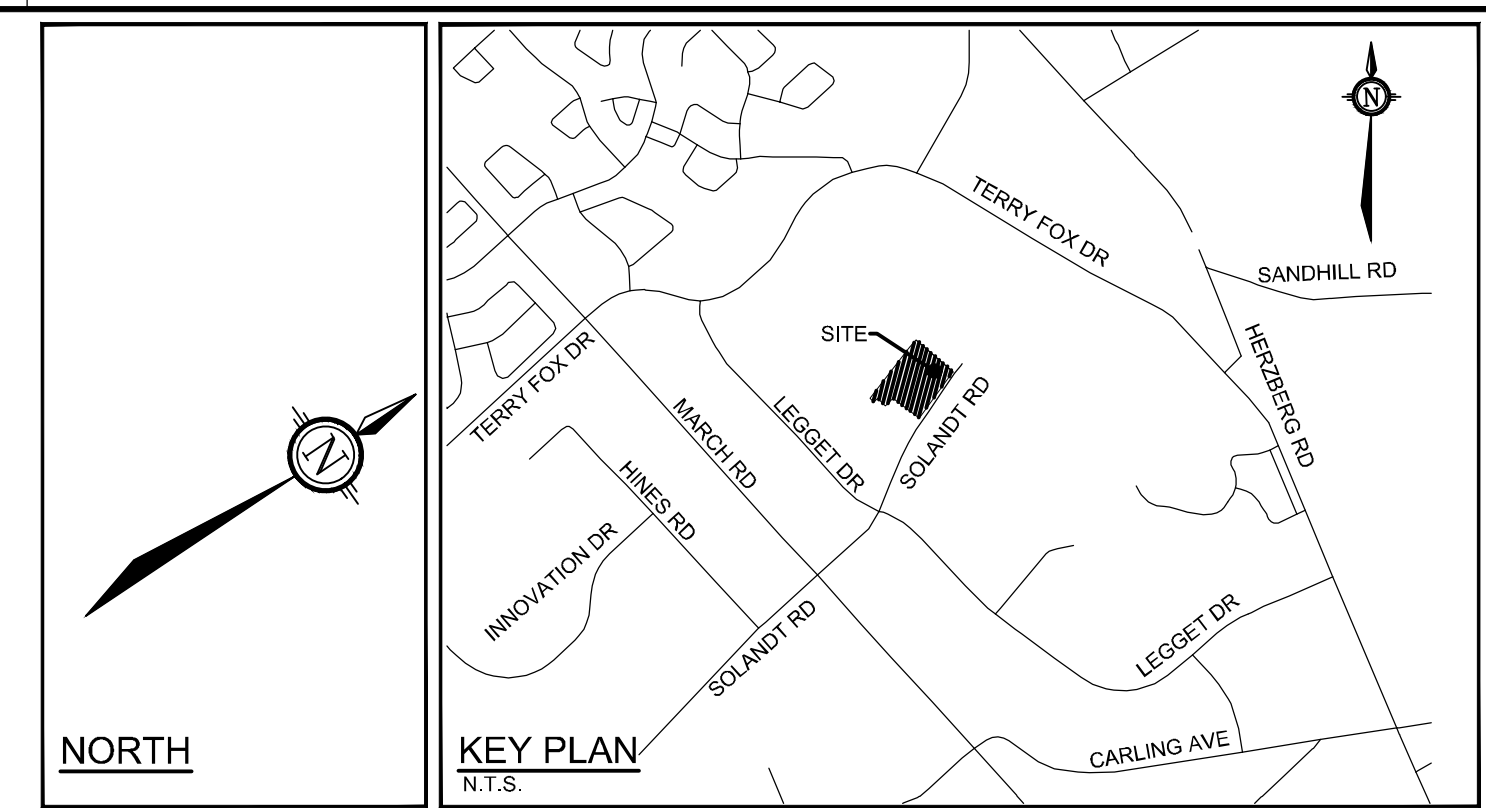 N
NORTH
N
TERRY FOX DR
SANDHILL RD
SITE
HERZBERG RD
TERRY FOX DR
MARCH RD
LEGGET DR
SOLANDT RD
HINES RD
INNOVATION DR
SOLANDT RD
LEGGET DR
CARLING AVE
KEY PLAN
N.T.S.